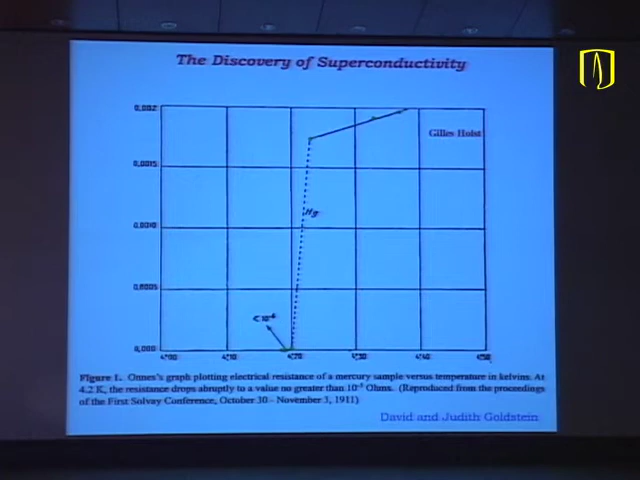 The Discovery of Superconductivity
0,002
Gilles Holst
0,0015
Hg
0,0010
0,0005
< 10⁻⁵
0,000
4,00 4,10 4,20 4,30 4,40 4,50
Figure 1. Onnes's graph plotting electrical resistance of a mercury sample versus temperature in kelvins. At
4.2 K, the resistance drops abruptly to a value no greater than 10⁻⁵ Ohms. (Reproduced from the proceedings
of the First Solvay Conference, October 30 – November 3, 1911)
David and Judith Goldstein